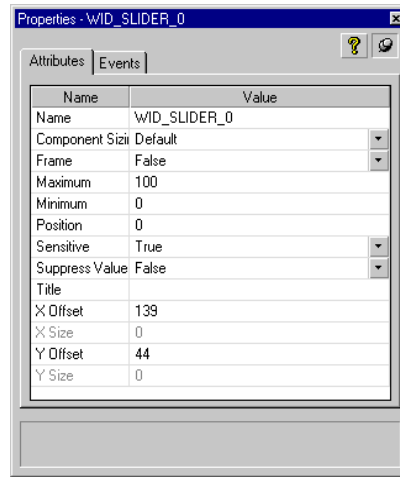 Properties - WID_SLIDER_0
Attributes Events
Name Value
Name WID_SLIDER_0
Component Sizi Default
Frame False
Maximum 100
Minimum 0
Position 0
Sensitive True
Suppress Value False
Title
X Offset 139
X Size 0
Y Offset 44
Y Size 0